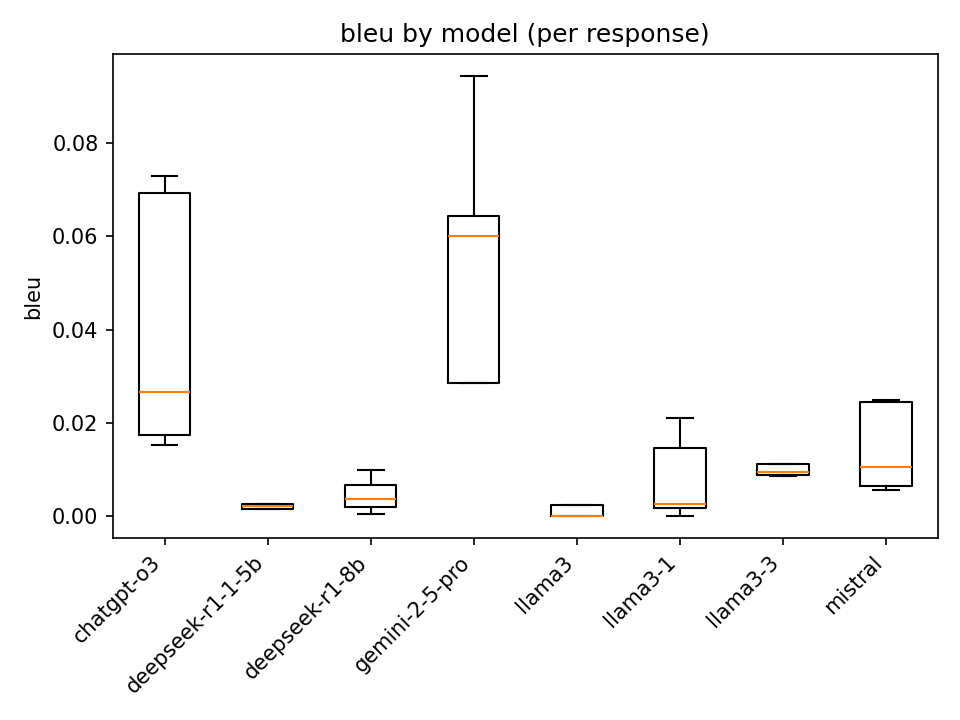 bleu by model (per response)
bleu
0.08
0.06
0.04
0.02
0.00
chatgpt-o3
deepseek-r1-1-5b
deepseek-r1-8b
gemini-2-5-pro
llama3
llama3-1
llama3-3
mistral